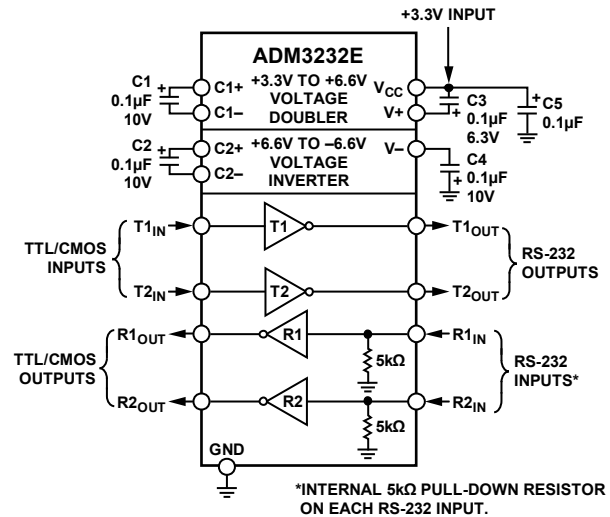 +3.3V INPUT
ADM3232E
C1
0.1µF
10V
+
C1+
C1–
+3.3V TO +6.6V
VOLTAGE
DOUBLER
VCC
V+
+
C3
0.1µF
6.3V
+
C5
0.1µF
C2
0.1µF
10V
+
C2+
C2–
+6.6V TO –6.6V
VOLTAGE
INVERTER
V–
C4
0.1µF
10V
+
TTL/CMOS
INPUTS
T1IN
T1
T1OUT
T2IN
T2
T2OUT
RS-232
OUTPUTS
TTL/CMOS
OUTPUTS
R1OUT
R1
R1IN
5kΩ
R2OUT
R2
R2IN
5kΩ
RS-232
INPUTS*
GND
*INTERNAL 5kΩ PULL-DOWN RESISTOR
ON EACH RS-232 INPUT.